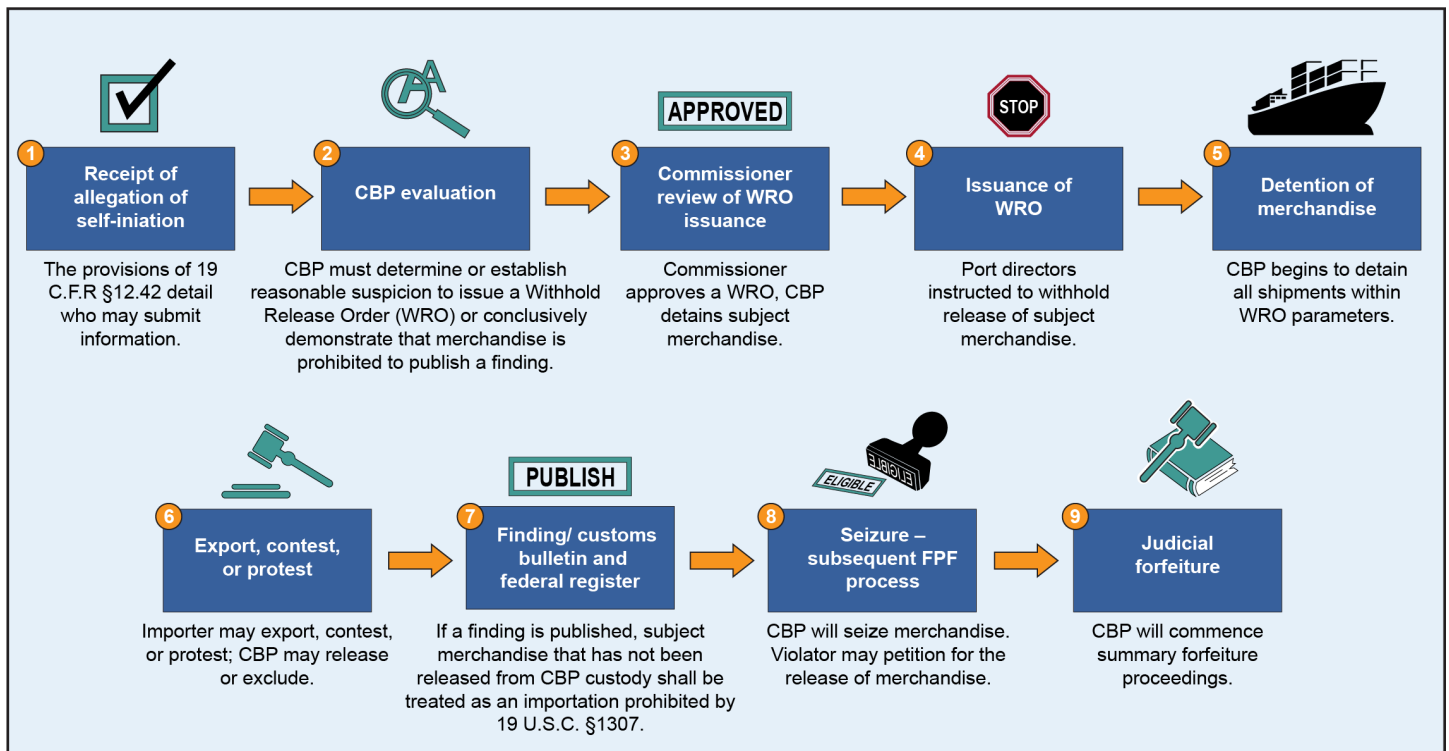 1
Receipt of
allegation of
self-iniation
The provisions of 19
C.F.R §12.42 detail
who may submit
information.
AA
2
CBP evaluation
CBP must determine or establish
reasonable suspicion to issue a Withhold
Release Order (WRO) or conclusively
demonstrate that merchandise is
prohibited to publish a finding.
APPROVED
3
Commissioner
review of WRO
issuance
Commissioner
approves a WRO, CBP
detains subject
merchandise.
STOP
4
Issuance of
WRO
Port directors
instructed to withhold
release of subject
merchandise.
5
Detention of
merchandise
CBP begins to detain
all shipments within
WRO parameters.
6
Export, contest,
or protest
Importer may export, contest,
or protest; CBP may release
or exclude.
PUBLISH
7
Finding/ customs
bulletin and
federal register
If a finding is published, subject
merchandise that has not been
released from CBP custody shall be
treated as an importation prohibited by
19 U.S.C. §1307.
ELIGIBLE
ELIGIBLE
8
Seizure –
subsequent FPF
process
CBP will seize merchandise.
Violator may petition for the
release of merchandise.
9
Judicial
forfeiture
CBP will commence
summary forfeiture
proceedings.